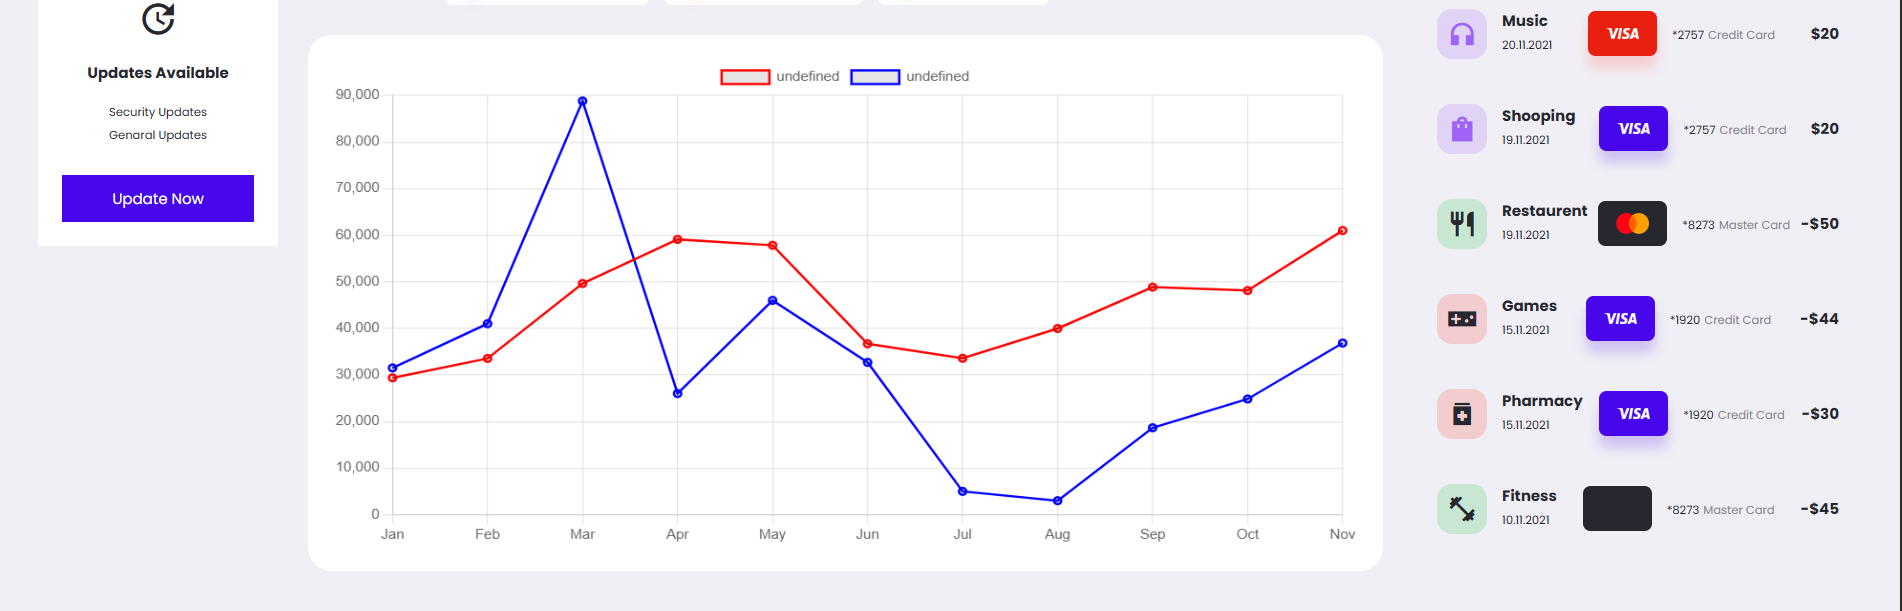 Updates Available
Security Updates
Genaral Updates
Update Now
undefined undefined
90,000
80,000
70,000
60,000
50,000
40,000
30,000
20,000
10,000
0
Jan Feb Mar Apr May Jun Jul Aug Sep Oct Nov
Music
20.11.2021
VISA
*2757 Credit Card
$20
Shooping
19.11.2021
VISA
*2757 Credit Card
$20
Restaurent
19.11.2021
*8273 Master Card
-$50
Games
15.11.2021
VISA
*1920 Credit Card
-$44
Pharmacy
15.11.2021
VISA
*1920 Credit Card
-$30
Fitness
10.11.2021
*8273 Master Card
-$45